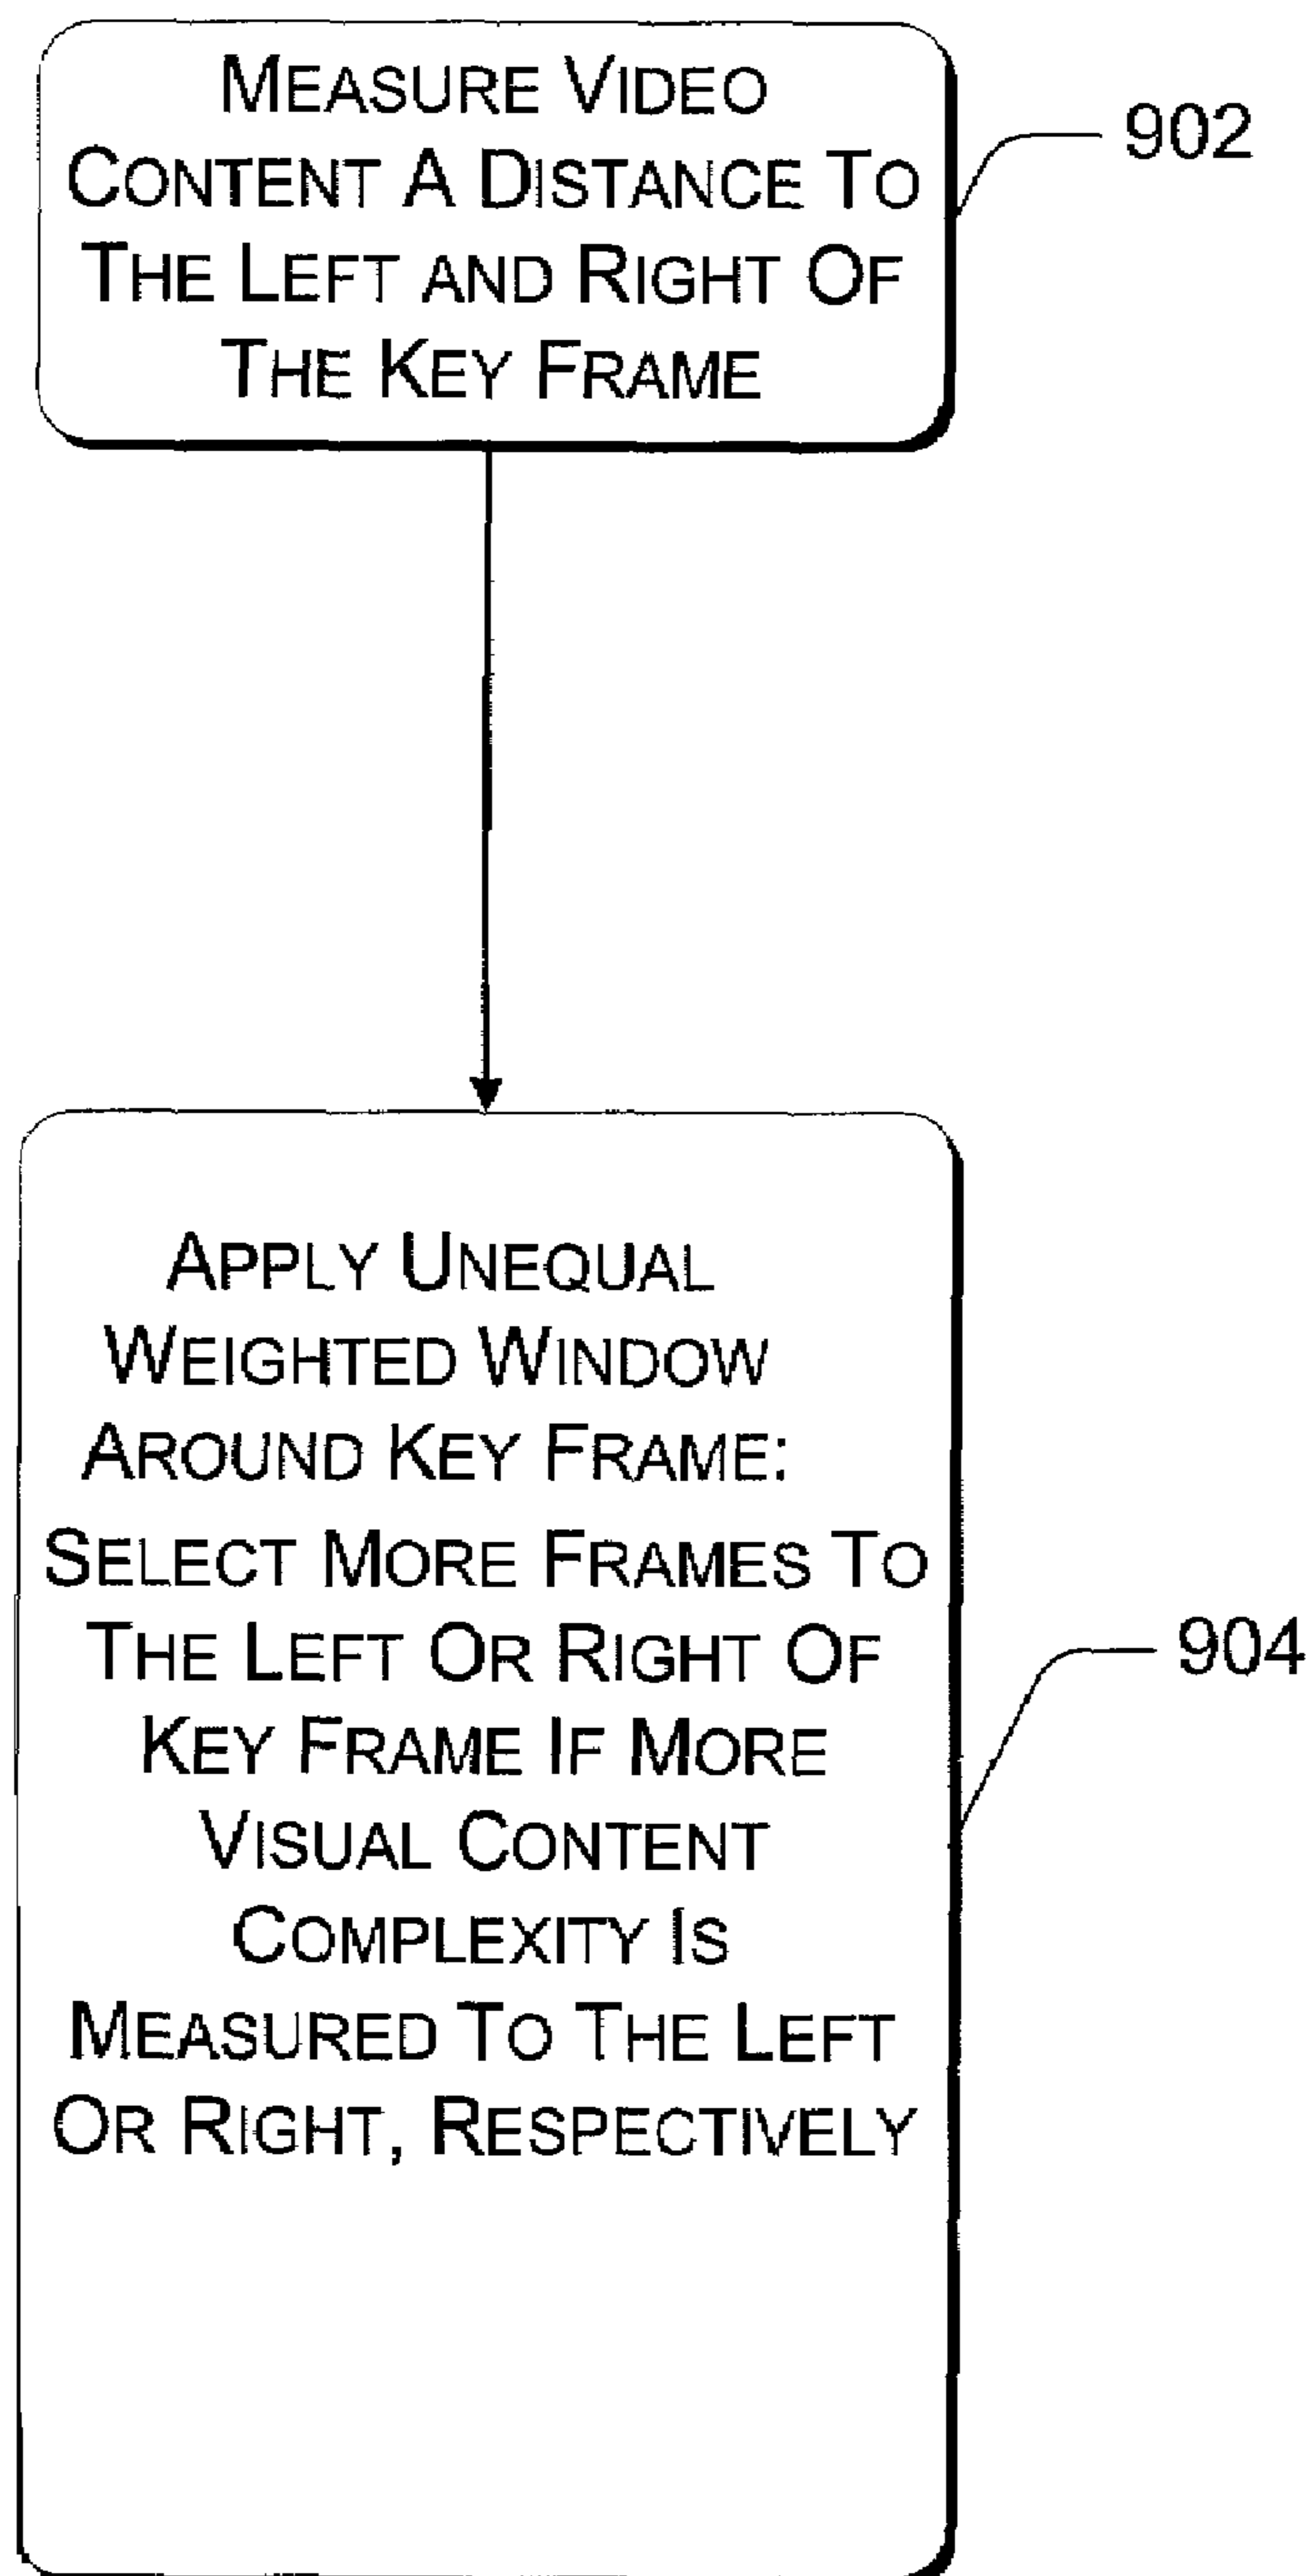 MEASURE VIDEO
CONTENT A DISTANCE TO
THE LEFT AND RIGHT OF
THE KEY FRAME
902
APPLY UNEQUAL
WEIGHTED WINDOW
AROUND KEY FRAME:
SELECT MORE FRAMES TO
THE LEFT OR RIGHT OF
KEY FRAME IF MORE
VISUAL CONTENT
COMPLEXITY IS
MEASURED TO THE LEFT
OR RIGHT, RESPECTIVELY
904